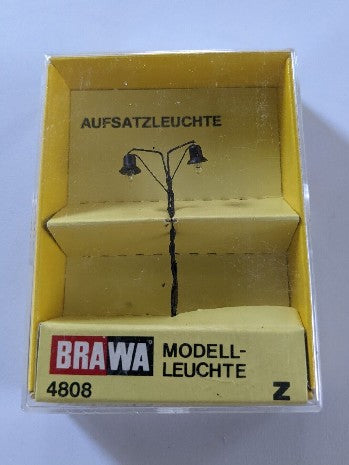 AUFSATZLEUCHTE
BRAWA® MODELL-
LEUCHTE
4808 Z